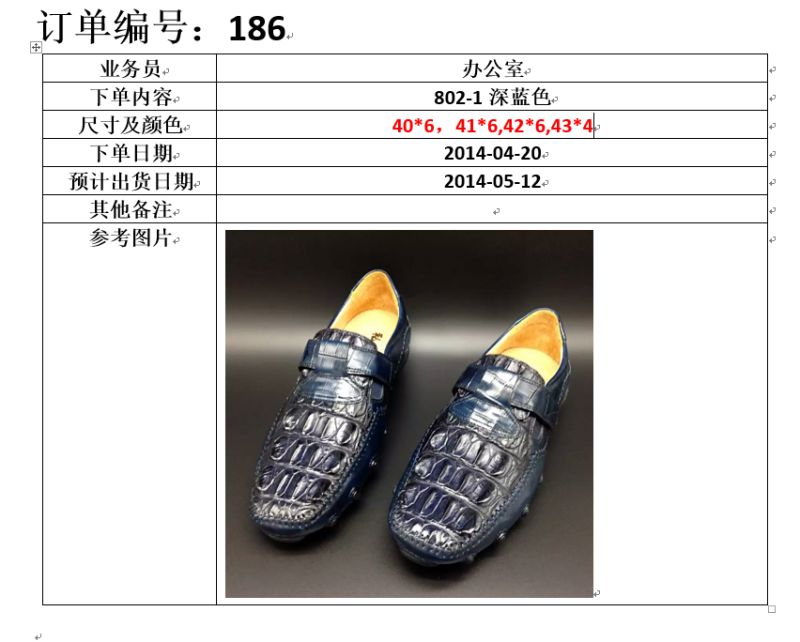 订单编号：186
业务员 办公室
下单内容 802-1 深蓝色
尺寸及颜色 40*6，41*6,42*6,43*4
下单日期 2014-04-20
预计出货日期 2014-05-12
其他备注
参考图片